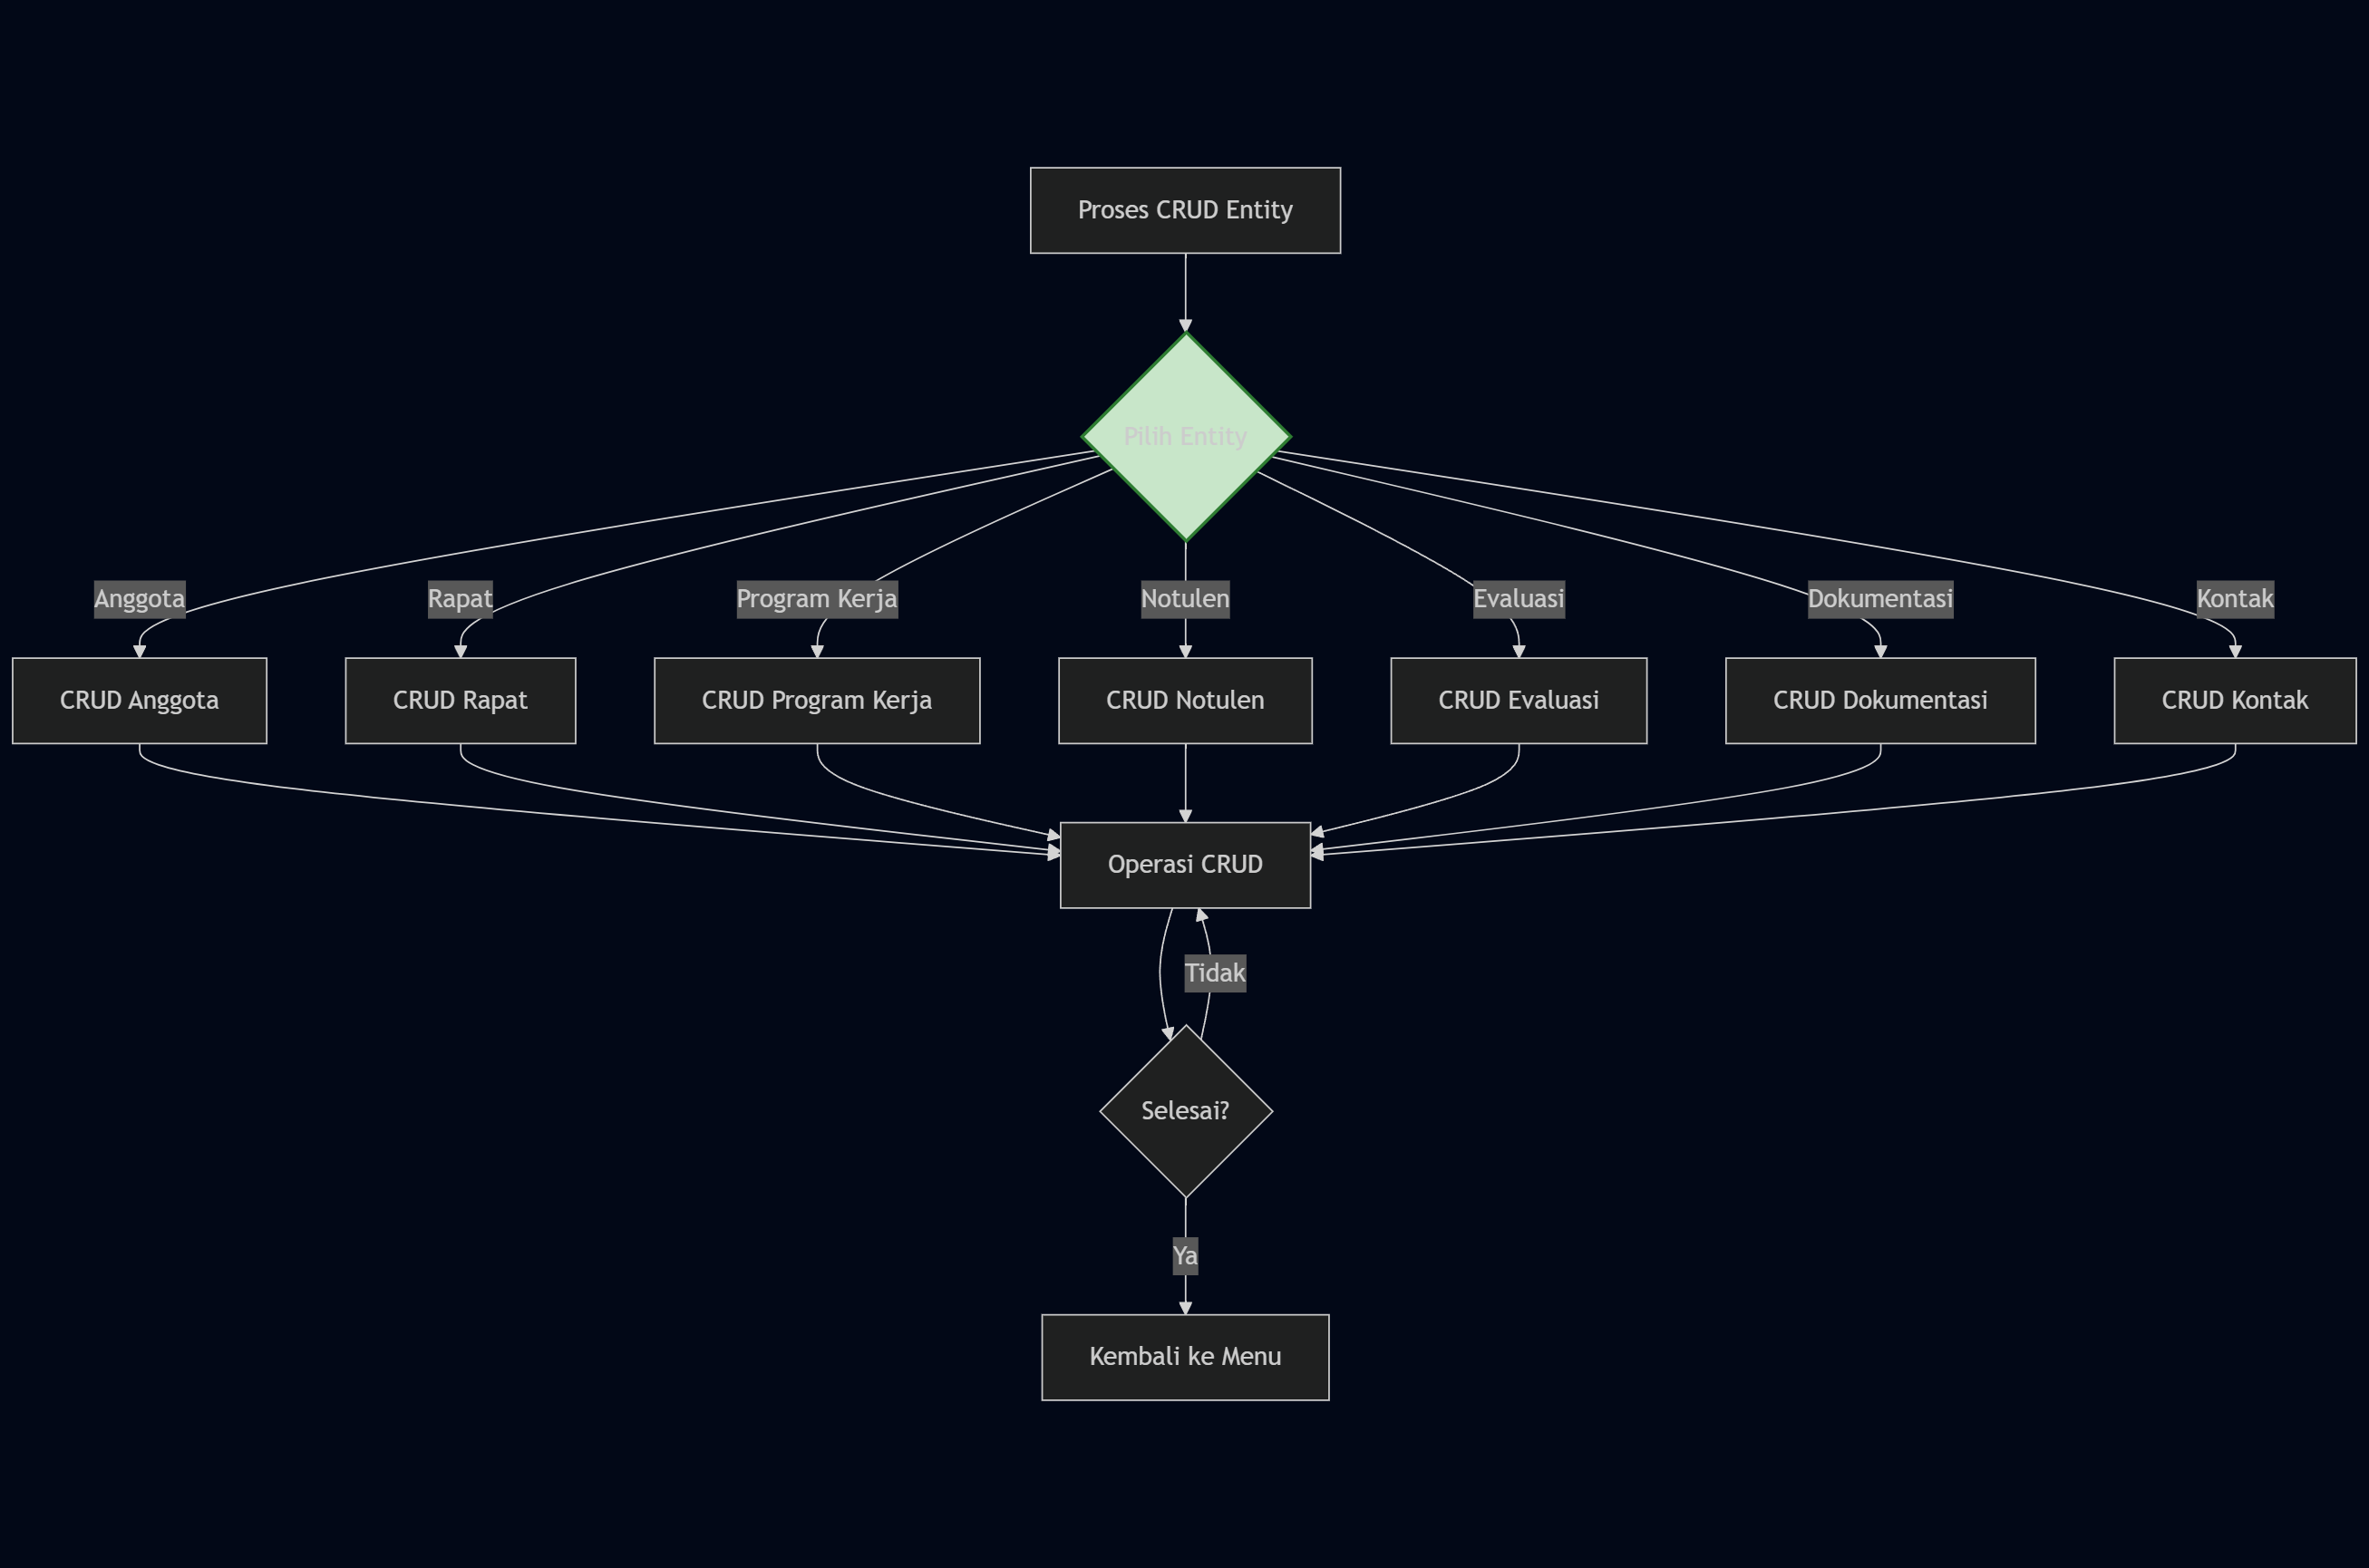 Proses CRUD Entity
Pilih Entity
Anggota
Rapat
Program Kerja
Notulen
Evaluasi
Dokumentasi
Kontak
CRUD Anggota
CRUD Rapat
CRUD Program Kerja
CRUD Notulen
CRUD Evaluasi
CRUD Dokumentasi
CRUD Kontak
Operasi CRUD
Tidak
Selesai?
Ya
Kembali ke Menu